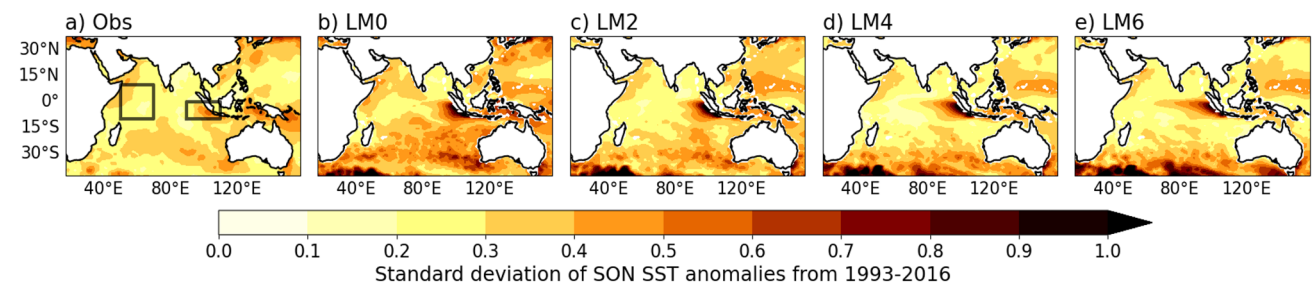 a) Obs b) LM0 c) LM2 d) LM4 e) LM6
30°N
15°N
0°
15°S
30°S
40°E 80°E 120°E 40°E 80°E 120°E 40°E 80°E 120°E 40°E 80°E 120°E 40°E 80°E 120°E
0.0 0.1 0.2 0.3 0.4 0.5 0.6 0.7 0.8 0.9 1.0
Standard deviation of SON SST anomalies from 1993-2016